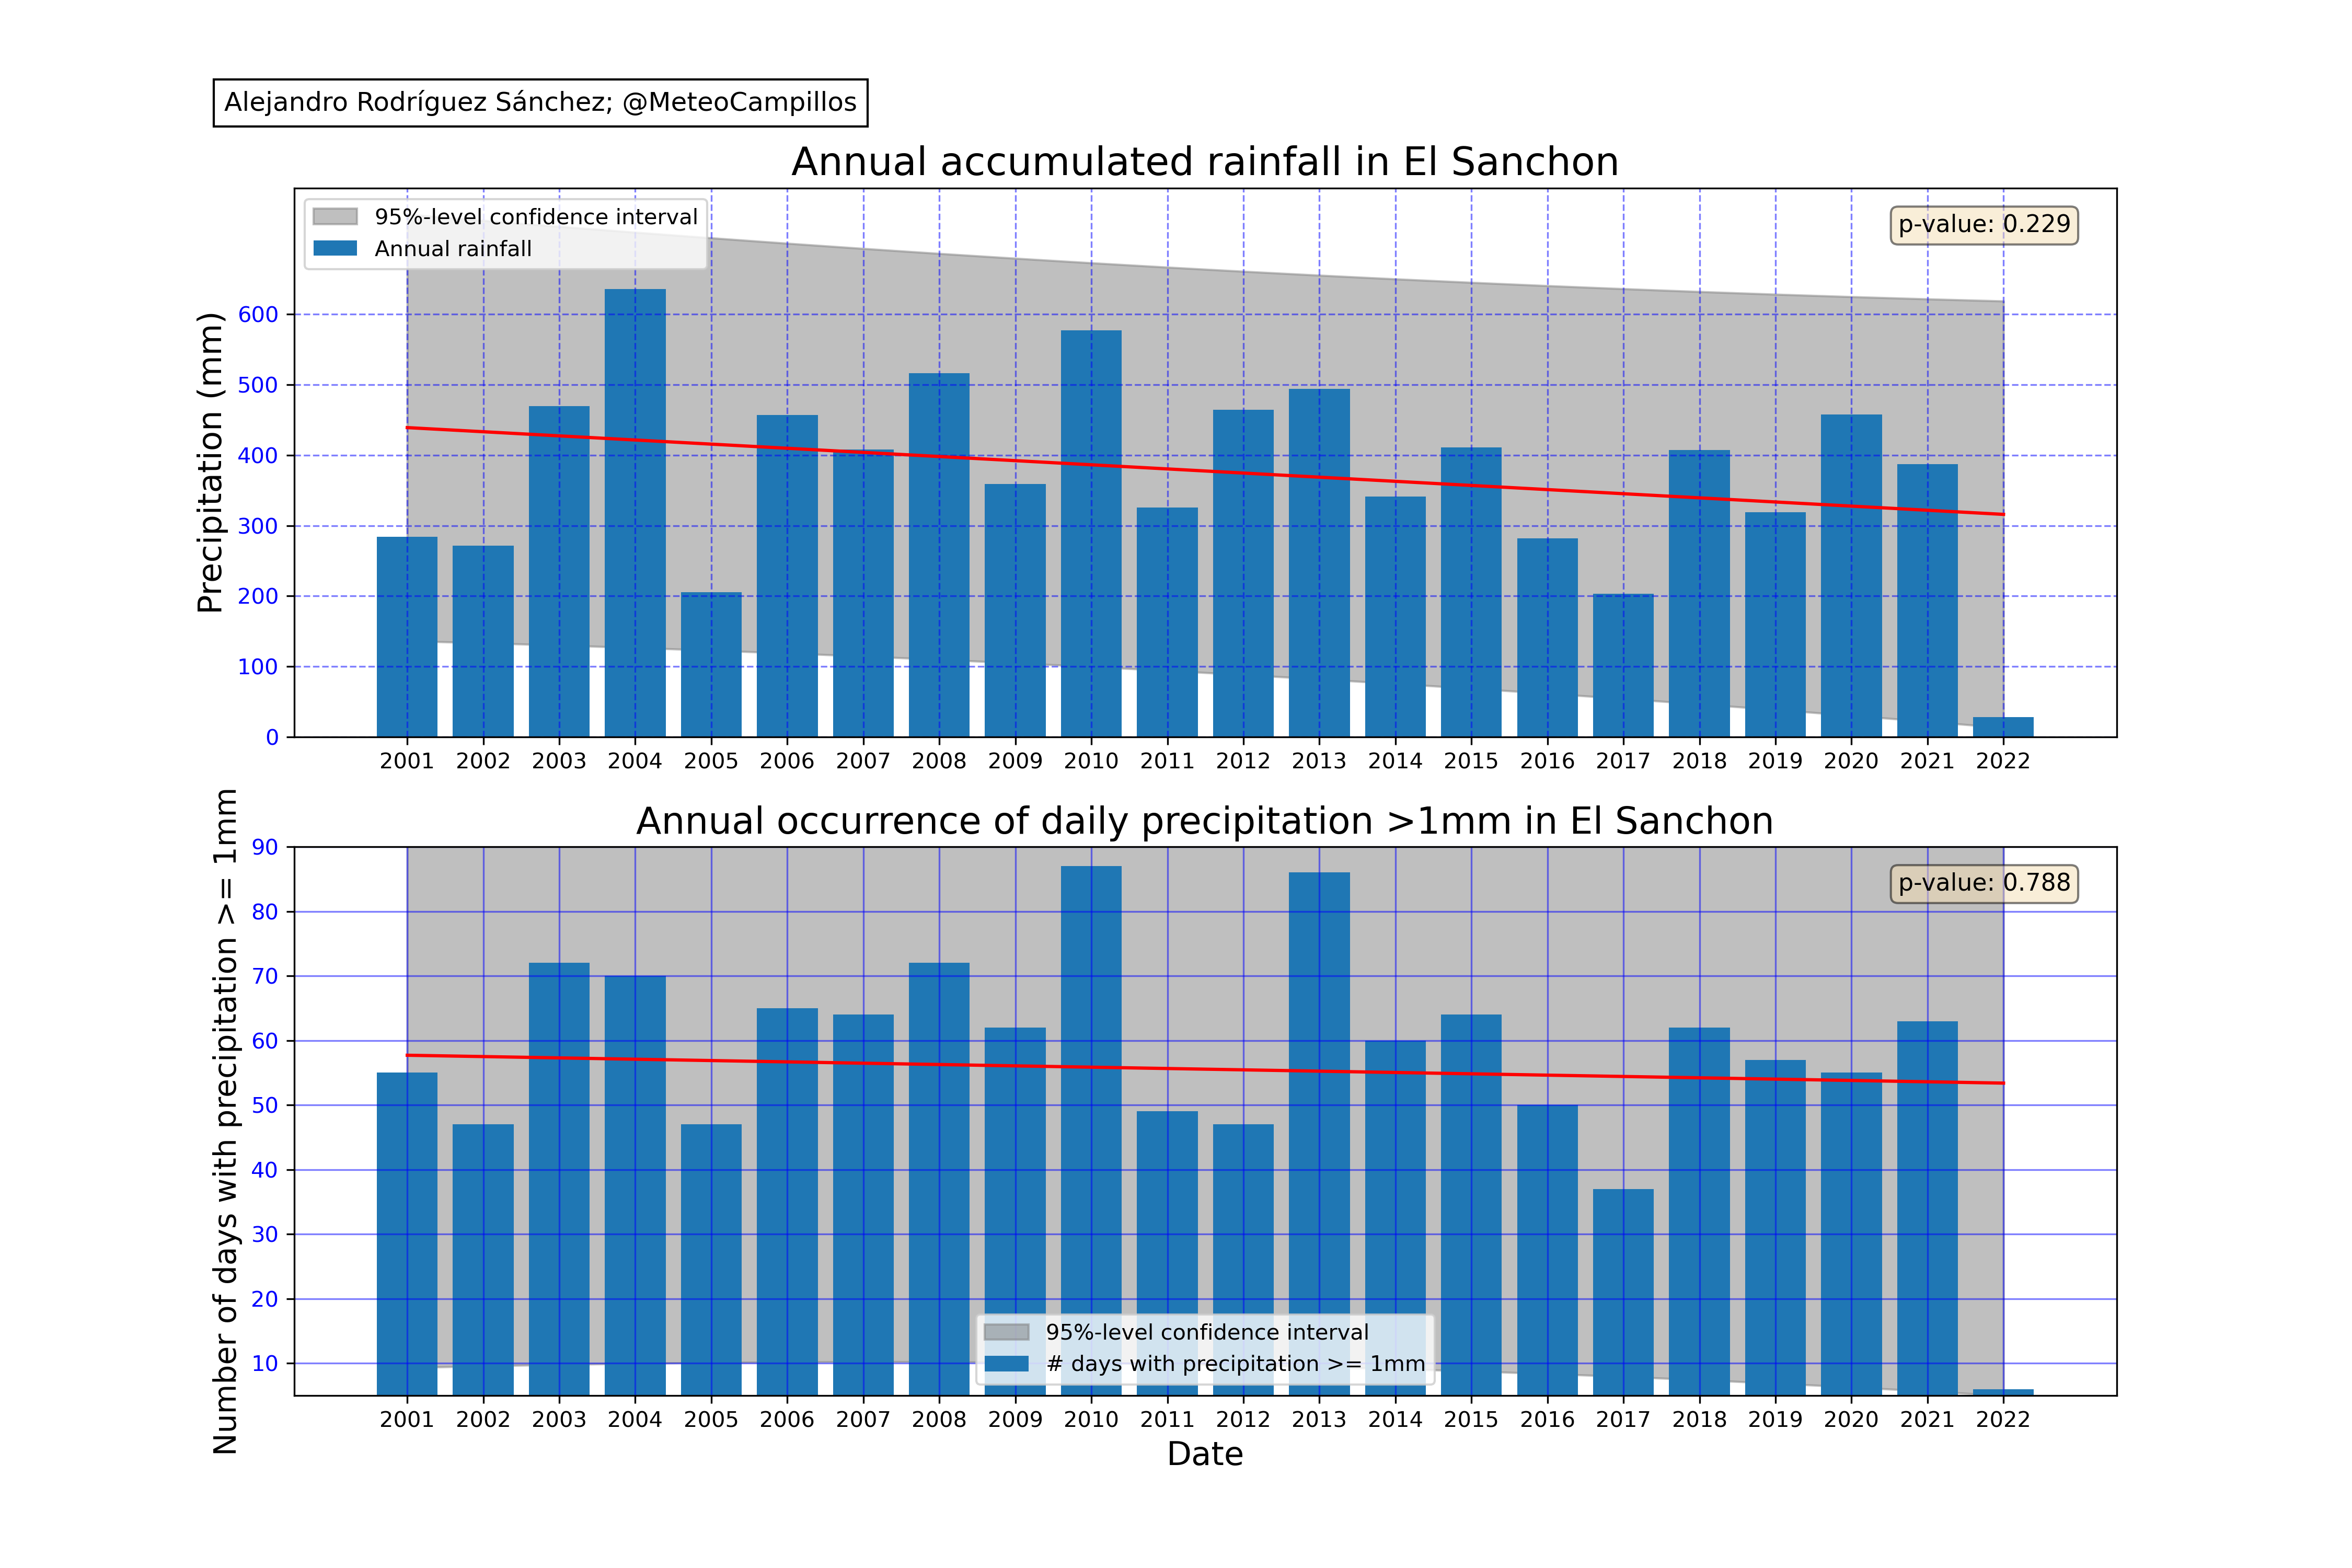 Alejandro Rodríguez Sánchez; @MeteoCampillos
Annual accumulated rainfall in El Sanchon
95%-level confidence interval
Annual rainfall
p-value: 0.229
Precipitation (mm)
600
500
400
300
200
100
0
2001 2002 2003 2004 2005 2006 2007 2008 2009 2010 2011 2012 2013 2014 2015 2016 2017 2018 2019 2020 2021 2022
Annual occurrence of daily precipitation >1mm in El Sanchon
p-value: 0.788
Number of days with precipitation >= 1mm
90
80
70
60
50
40
30
20
10
95%-level confidence interval
# days with precipitation >= 1mm
2001 2002 2003 2004 2005 2006 2007 2008 2009 2010 2011 2012 2013 2014 2015 2016 2017 2018 2019 2020 2021 2022
Date